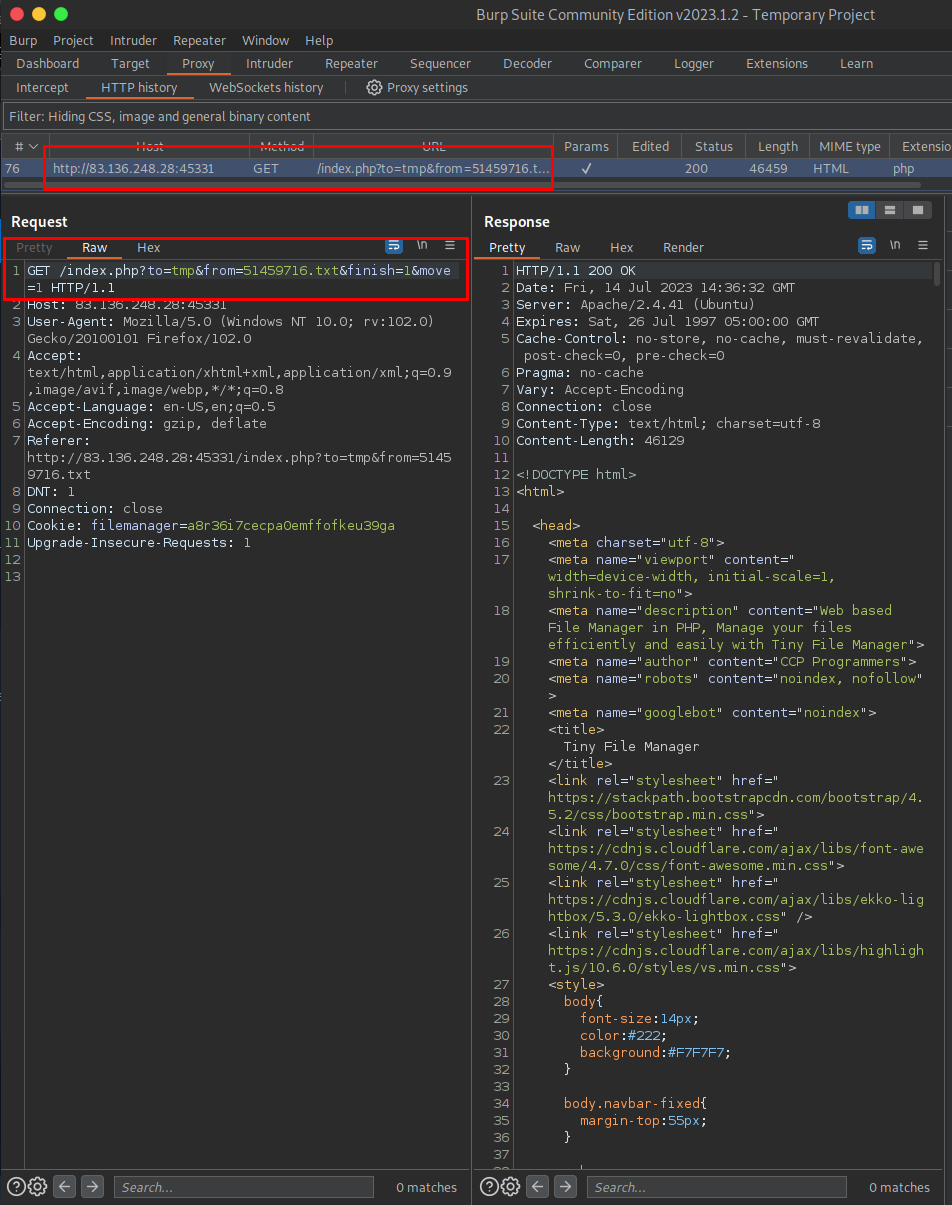 Burp Suite Community Edition v2023.1.2 - Temporary Project
Burp Project Intruder Repeater Window Help
Dashboard Target Proxy Intruder Repeater Sequencer Decoder Comparer Logger Extensions Learn
Intercept HTTP history WebSockets history Proxy settings
Filter: Hiding CSS, image and general binary content
# Host Method URL Params Edited Status Length MIME type Extensio
76 http://83.136.248.28:45331 GET /index.php?to=tmp&from=51459716.t... ✓ 200 46459 HTML php
Request
Pretty Raw Hex \n
1 GET /index.php?to=tmp&from=51459716.txt&finish=1&move
=1 HTTP/1.1
2 Host: 83.136.248.28:45331
3 User-Agent: Mozilla/5.0 (Windows NT 10.0; rv:102.0)
Gecko/20100101 Firefox/102.0
4 Accept:
text/html,application/xhtml+xml,application/xml;q=0.9
,image/avif,image/webp,*/*;q=0.8
5 Accept-Language: en-US,en;q=0.5
6 Accept-Encoding: gzip, deflate
7 Referer:
http://83.136.248.28:45331/index.php?to=tmp&from=5145
9716.txt
8 DNT: 1
9 Connection: close
10 Cookie: filemanager=a8r36i7cecpa0emffofkeu39ga
11 Upgrade-Insecure-Requests: 1
12
13
Search... 0 matches
Response
Pretty Raw Hex Render \n
1 HTTP/1.1 200 OK
2 Date: Fri, 14 Jul 2023 14:36:32 GMT
3 Server: Apache/2.4.41 (Ubuntu)
4 Expires: Sat, 26 Jul 1997 05:00:00 GMT
5 Cache-Control: no-store, no-cache, must-revalidate,
post-check=0, pre-check=0
6 Pragma: no-cache
7 Vary: Accept-Encoding
8 Connection: close
9 Content-Type: text/html; charset=utf-8
10 Content-Length: 46129
11
12 <!DOCTYPE html>
13 <html>
14
15 <head>
16 <meta charset="utf-8">
17 <meta name="viewport" content="
width=device-width, initial-scale=1,
shrink-to-fit=no">
18 <meta name="description" content="Web based
File Manager in PHP, Manage your files
efficiently and easily with Tiny File Manager">
19 <meta name="author" content="CCP Programmers">
20 <meta name="robots" content="noindex, nofollow"
>
21 <meta name="googlebot" content="noindex">
22 <title>
Tiny File Manager
</title>
23 <link rel="stylesheet" href="
https://stackpath.bootstrapcdn.com/bootstrap/4.
5.2/css/bootstrap.min.css">
24 <link rel="stylesheet" href="
https://cdnjs.cloudflare.com/ajax/libs/font-awe
some/4.7.0/css/font-awesome.min.css">
25 <link rel="stylesheet" href="
https://cdnjs.cloudflare.com/ajax/libs/ekko-lig
htbox/5.3.0/ekko-lightbox.css" />
26 <link rel="stylesheet" href="
https://cdnjs.cloudflare.com/ajax/libs/highligh
t.js/10.6.0/styles/vs.min.css">
27 <style>
28 body{
29 font-size:14px;
30 color:#222;
31 background:#F7F7F7;
32 }
33
34 body.navbar-fixed{
35 margin-top:55px;
36 }
37
Search... 0 matches